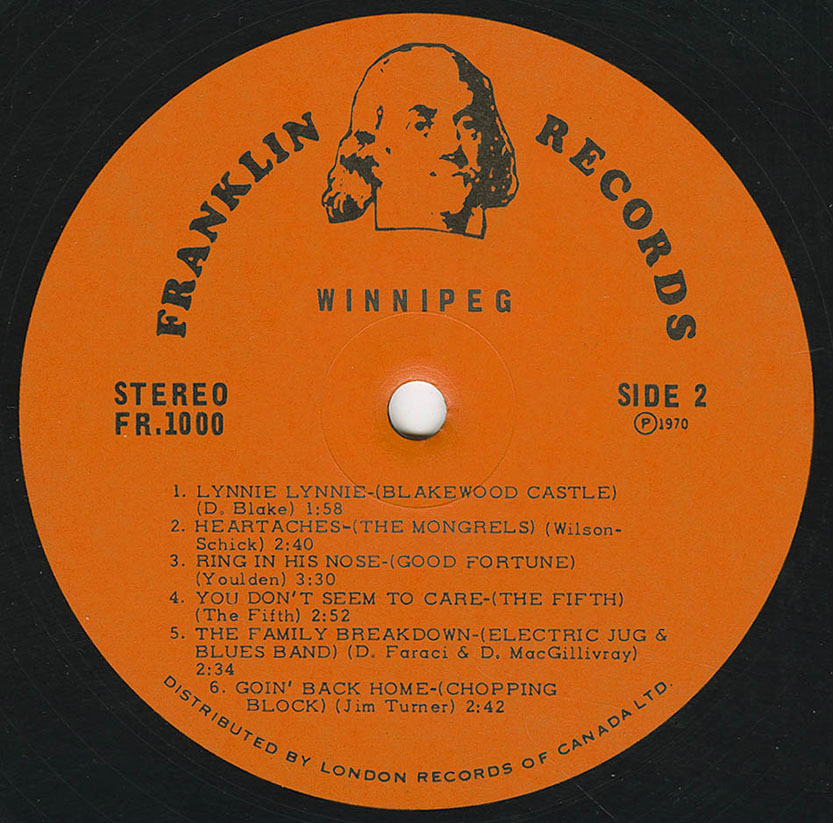 FRANKLIN RECORDS
WINNIPEG
STEREO
FR.1000
SIDE 2
Ⓟ1970
1. LYNNIE LYNNIE-(BLAKEWOOD CASTLE)
(D. Blake) 1:58
2. HEARTACHES-(THE MONGRELS) (Wilson-
Schick) 2:40
3. RING IN HIS NOSE-(GOOD FORTUNE)
(Youlden) 3:30
4. YOU DON'T SEEM TO CARE-(THE FIFTH)
(The Fifth) 2:52
5. THE FAMILY BREAKDOWN-(ELECTRIC JUG &
BLUES BAND) (D. Faraci & D. MacGillivray)
2:34
6. GOIN' BACK HOME-(CHOPPING
BLOCK) (Jim Turner) 2:42
DISTRIBUTED BY LONDON RECORDS OF CANADA LTD.